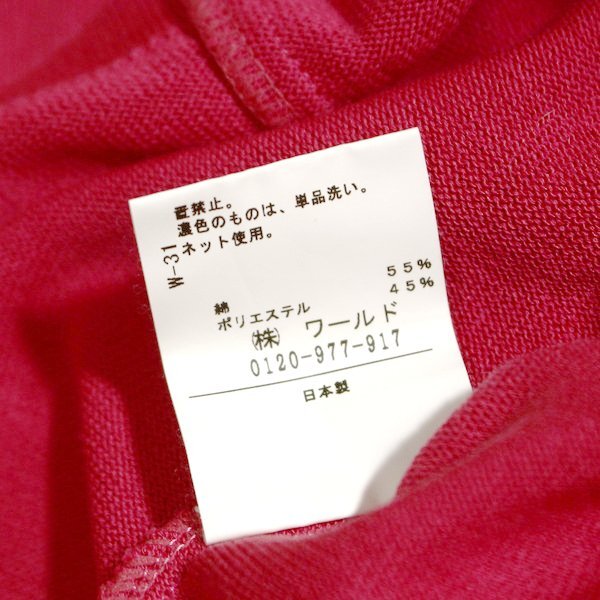 置禁止。
濃色のものは、単品洗い。
ネット使用。
W-31
綿 55%
ポリエステル 45%
㈱ ワールド
0120-977-917
日本製